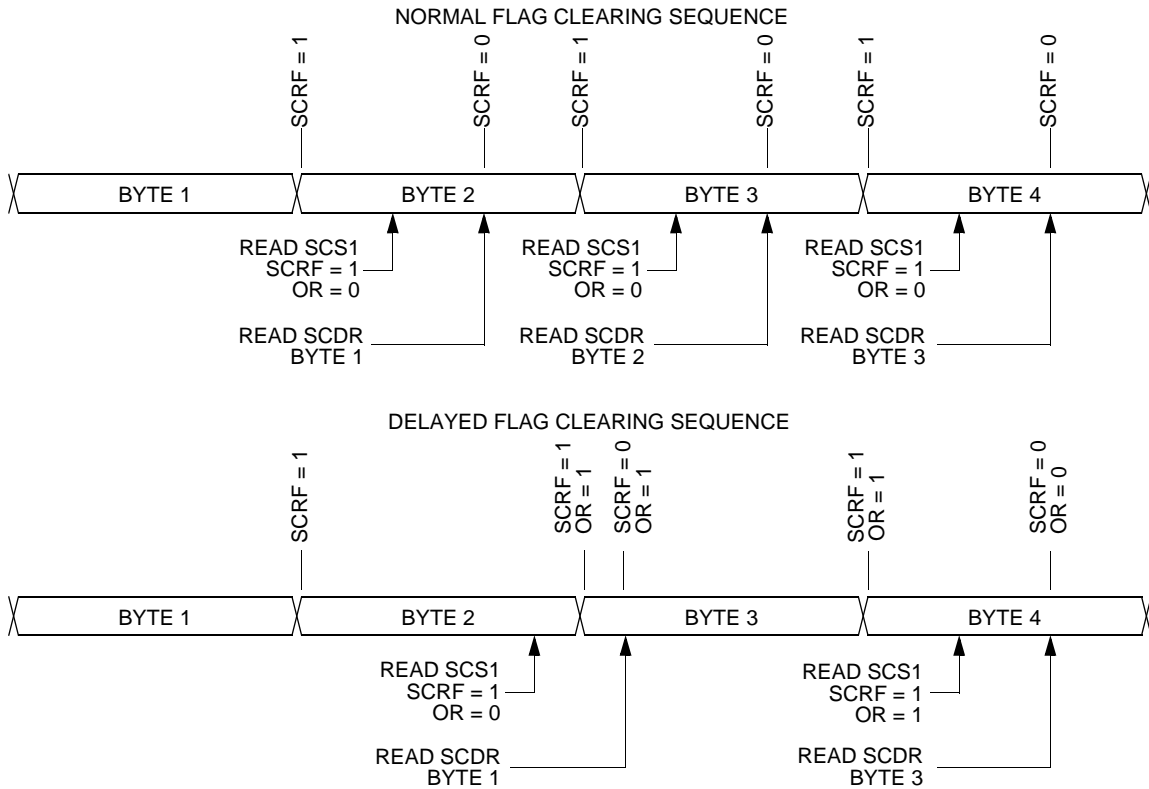 NORMAL FLAG CLEARING SEQUENCE
SCRF = 1
SCRF = 0
SCRF = 1
SCRF = 0
SCRF = 1
SCRF = 0
BYTE 1
BYTE 2
BYTE 3
BYTE 4
READ SCS1
SCRF = 1
OR = 0
READ SCS1
SCRF = 1
OR = 0
READ SCS1
SCRF = 1
OR = 0
READ SCDR
BYTE 1
READ SCDR
BYTE 2
READ SCDR
BYTE 3
DELAYED FLAG CLEARING SEQUENCE
SCRF = 1
SCRF = 1
OR = 1
SCRF = 0
OR = 1
SCRF = 1
OR = 1
SCRF = 0
OR = 0
BYTE 1
BYTE 2
BYTE 3
BYTE 4
READ SCS1
SCRF = 1
OR = 0
READ SCS1
SCRF = 1
OR = 1
READ SCDR
BYTE 1
READ SCDR
BYTE 3